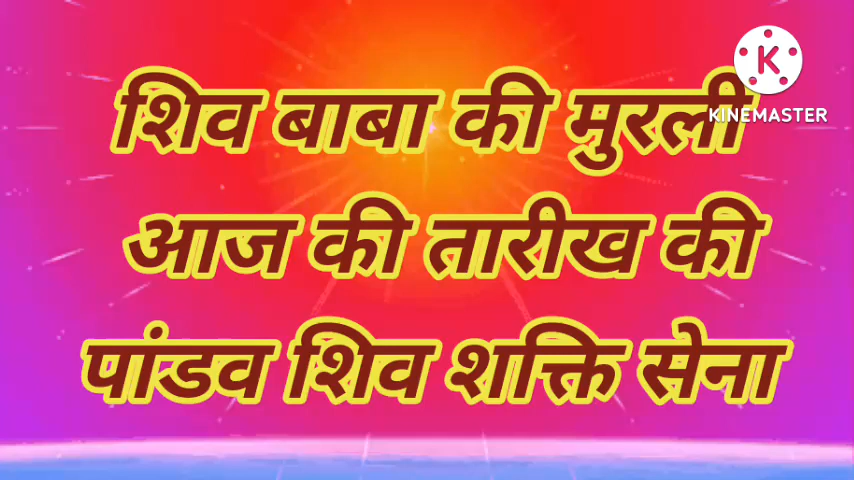 शिव बाबा की मुरली
K
KINEMASTER
आज की तारीख की
पांडव शिव शक्ति सेना